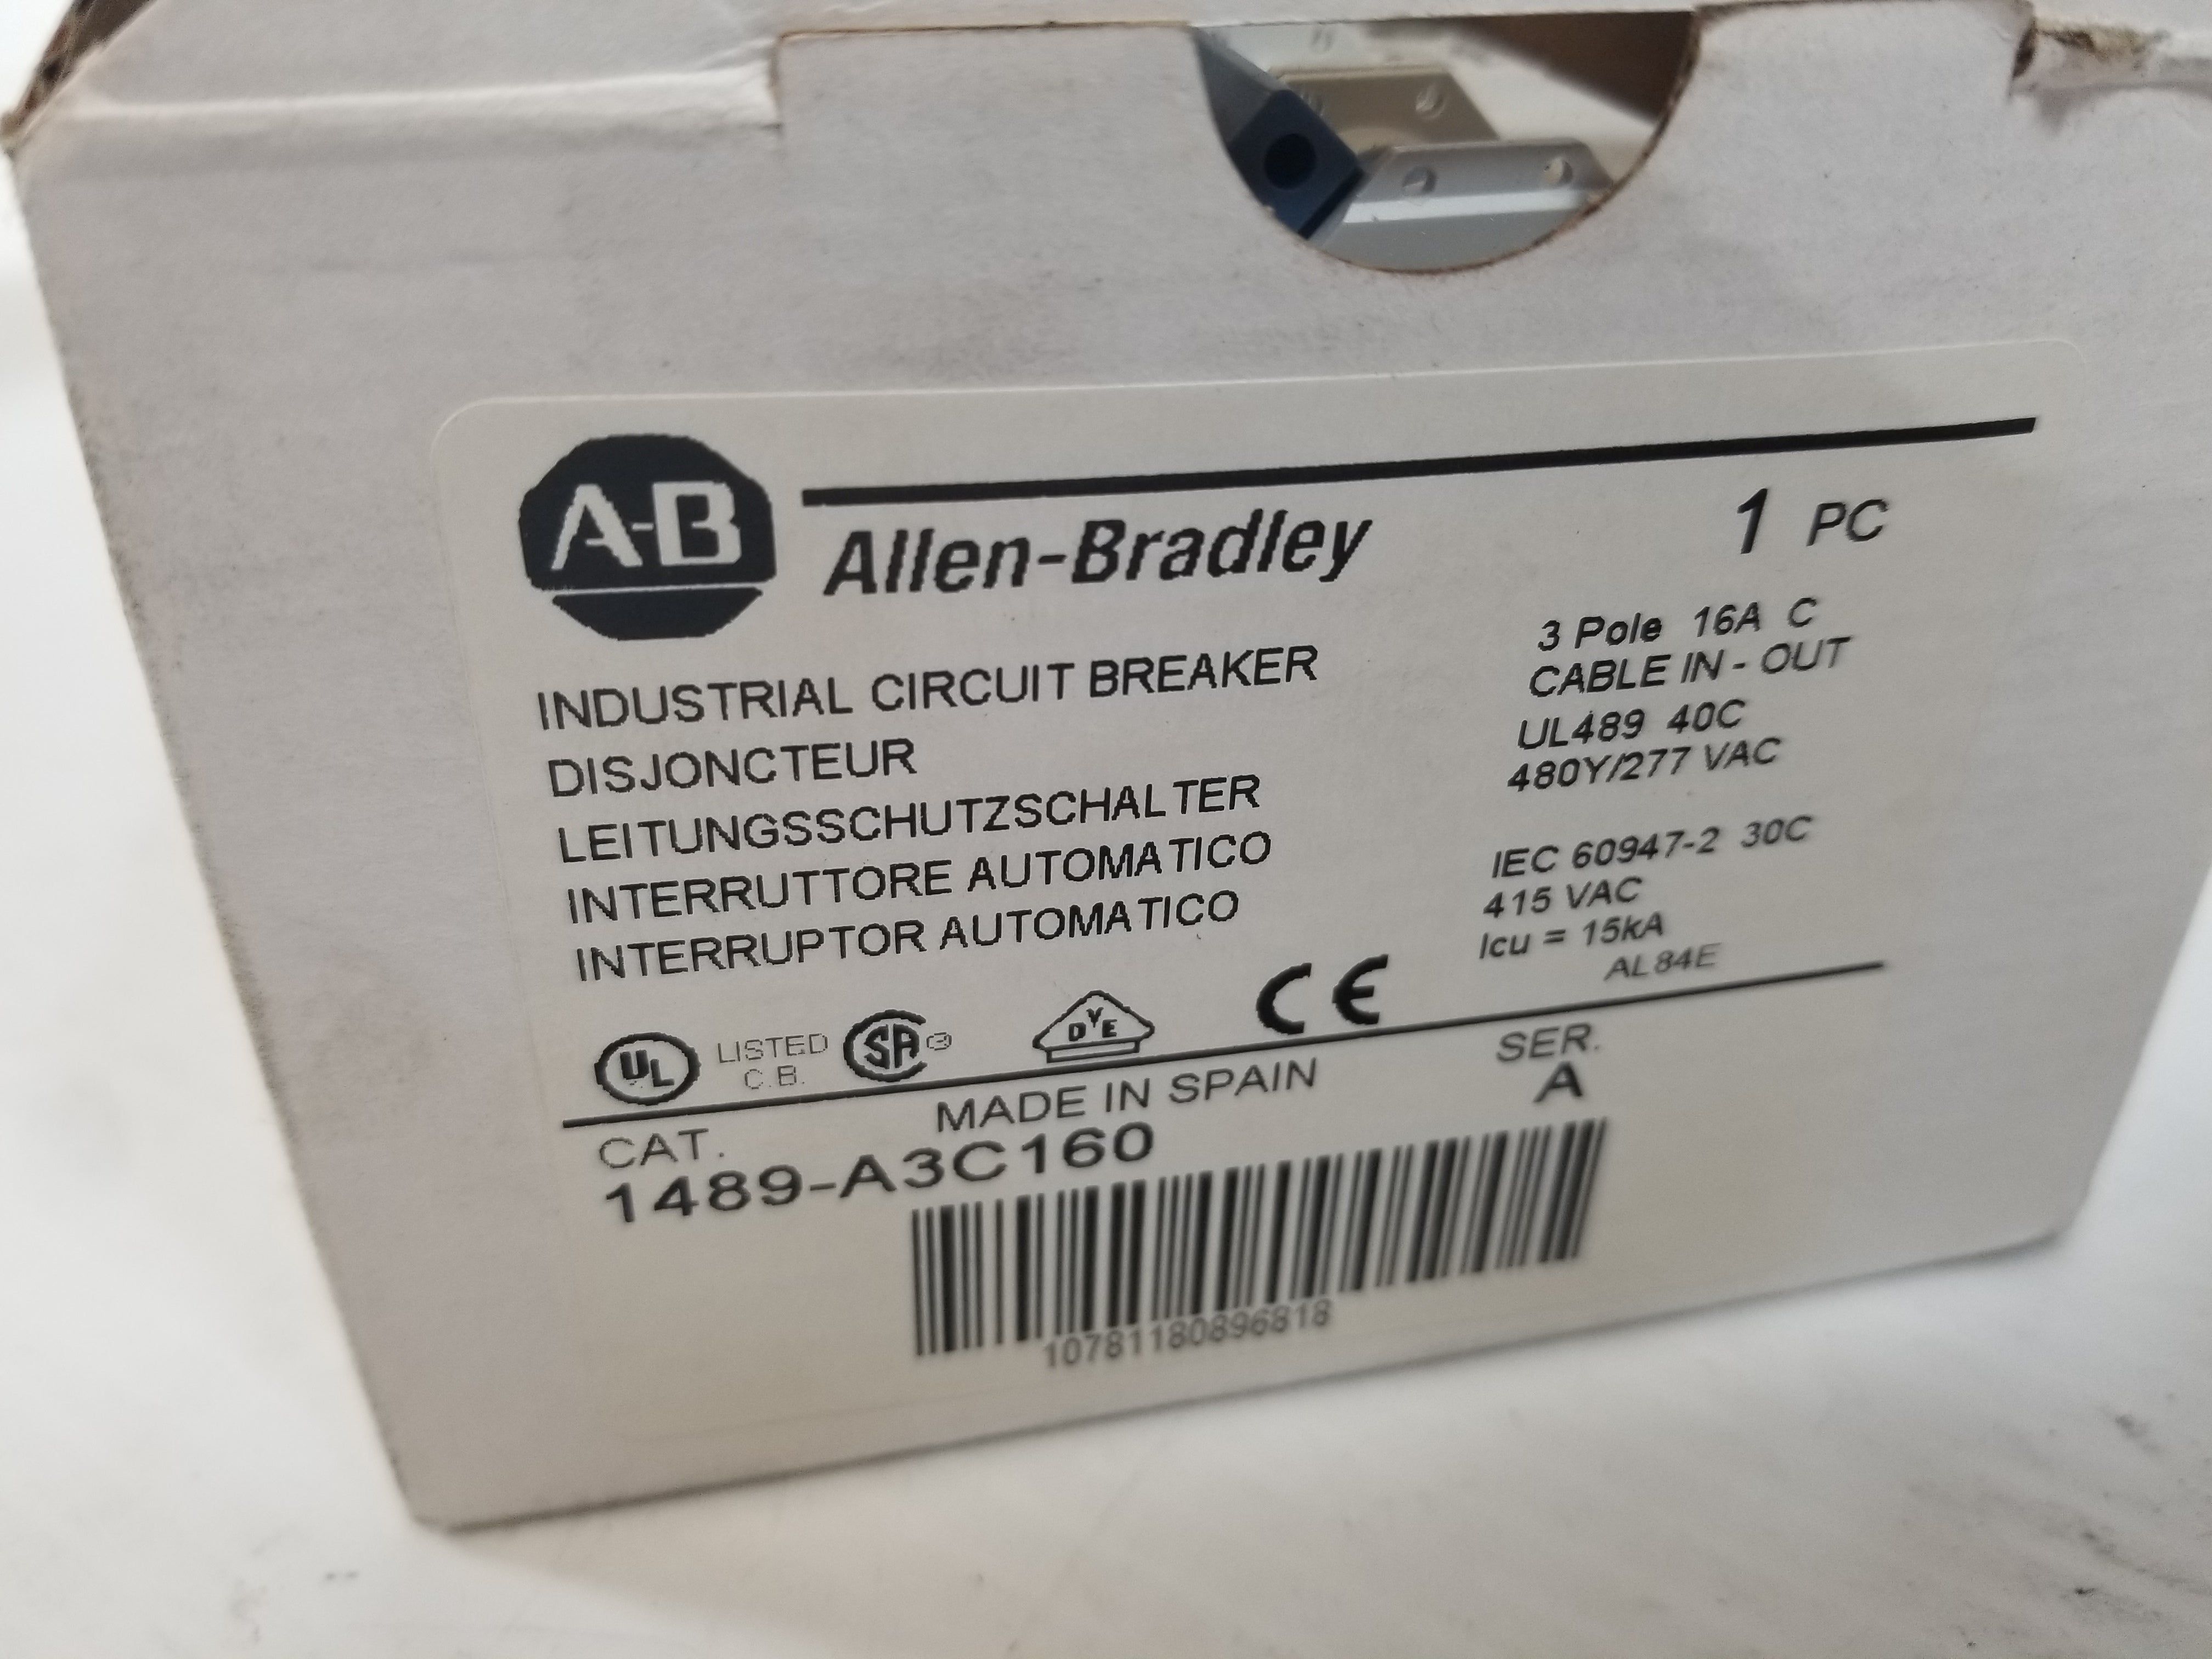 A-B
Allen-Bradley
1 PC
INDUSTRIAL CIRCUIT BREAKER
DISJONCTEUR
LEITUNGSSCHUTZSCHALTER
INTERRUTTORE AUTOMATICO
INTERRUPTOR AUTOMATICO
3 Pole 16A C
CABLE IN - OUT
UL489 40C
480Y/277 VAC
IEC 60947-2 30C
415 VAC
Icu = 15kA
AL84E
UL LISTED C.B. SA DVE CE
MADE IN SPAIN
SER.
A
CAT.
1489-A3C160
10781180896818